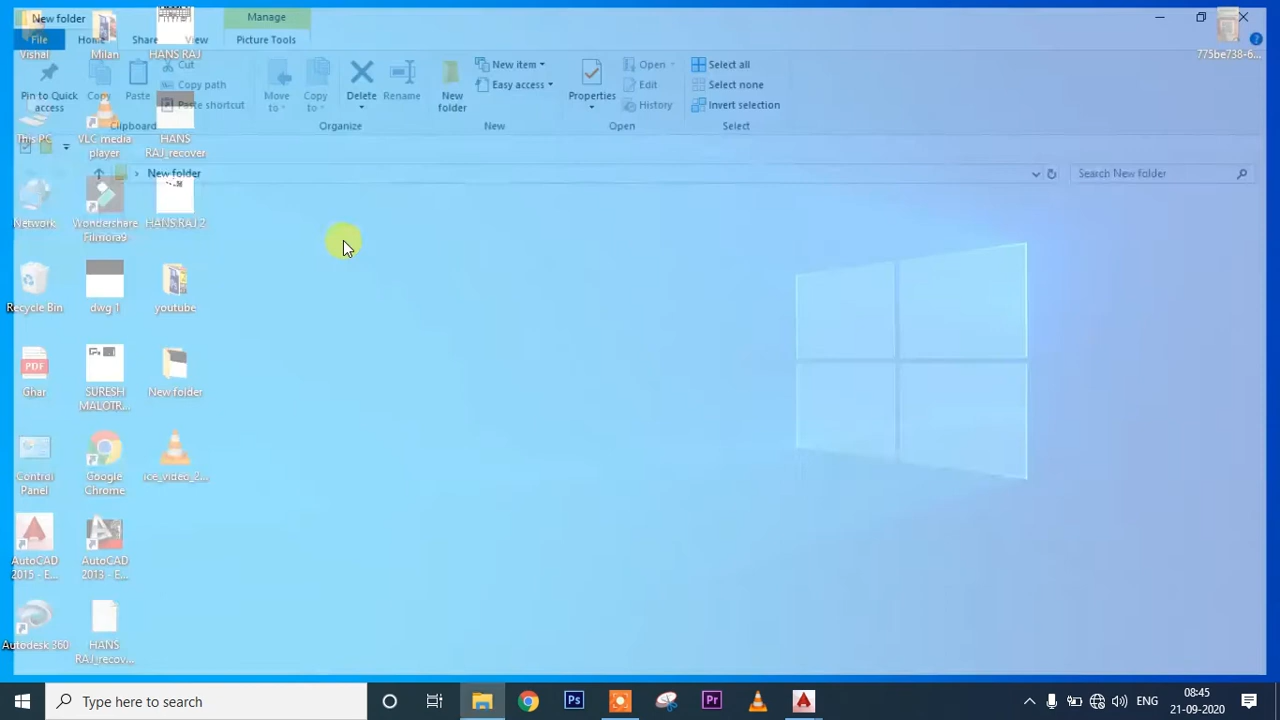 New folder
Manage
File
Home
Share
View
Picture Tools
Pin to Quick
access
Copy
Paste
Cut
Copy path
Paste shortcut
Clipboard
Move
to
Copy
to
Delete
Rename
Organize
New
folder
New item
Easy access
New
Properties
Open
Edit
History
Open
Select all
Select none
Invert selection
Select
New folder
Search New folder
Vishal
Milan
HANS RAJ
775be738-6...
This PC
VLC media
player
HANS
RAJ_recover
Network
Wondershare
Filmora9
HANS RAJ 2
Recycle Bin
dwg 1
youtube
PDF
Ghar
SURESH
MALOTR...
New folder
Control
Panel
Google
Chrome
ice_video_2...
AutoCAD
2015 - E...
AutoCAD
2013 - E...
Autodesk 360
HANS
RAJ_recov...
Type here to search
Ps
Pr
ENG
08:45
21-09-2020